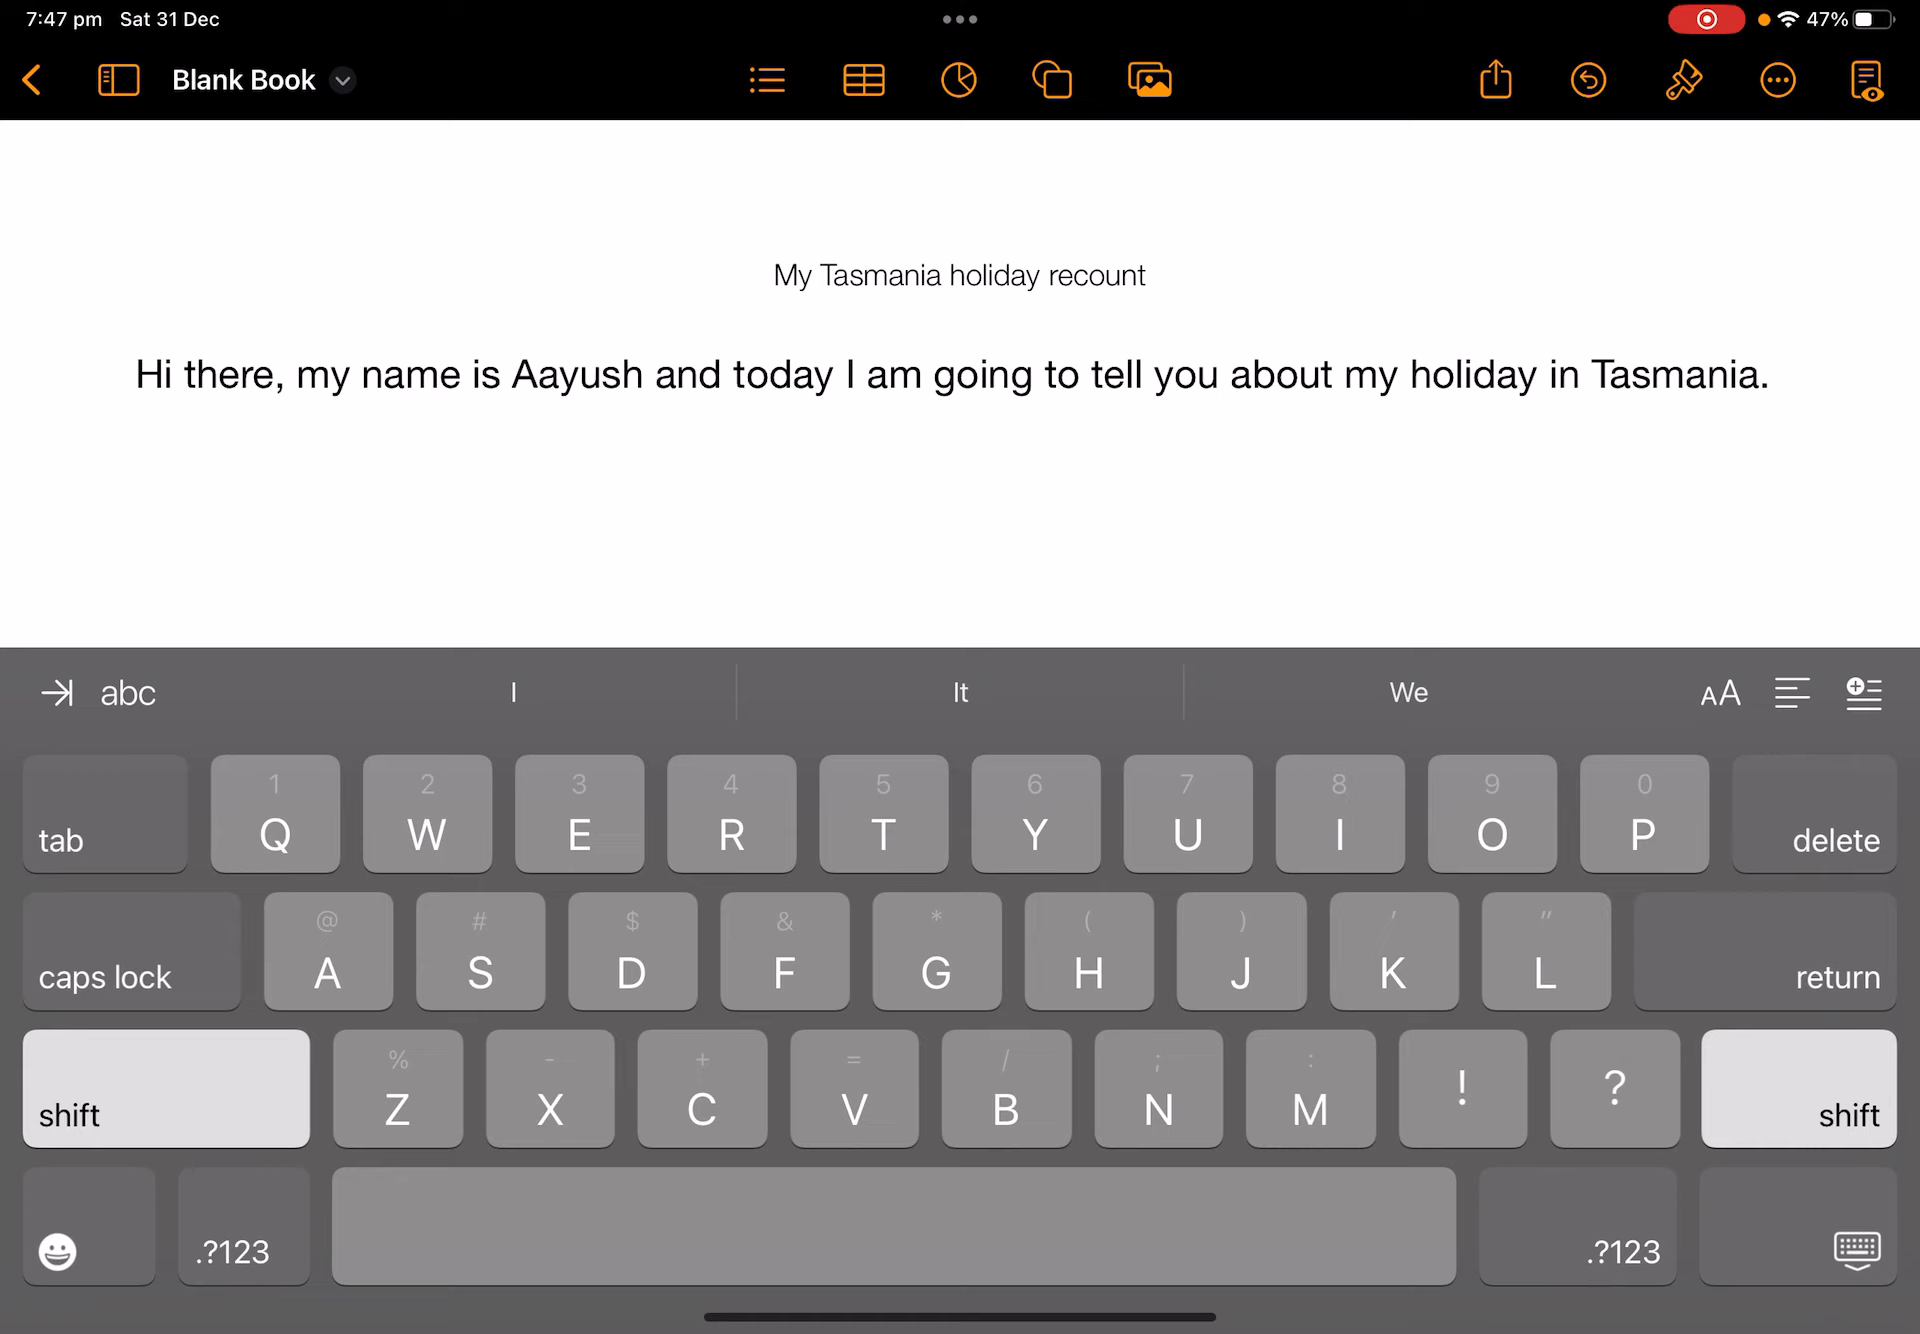 7:47 pm Sat 31 Dec
47%
Blank Book
My Tasmania holiday recount
Hi there, my name is Aayush and today I am going to tell you about my holiday in Tasmania.
abc I It We AA
1 2 3 4 5 6 7 8 9 0
tab Q W E R T Y U I O P delete
@ # $ & * ( ) ' "
caps lock A S D F G H J K L return
% - + = / ; :
shift Z X C V B N M ! ? shift
.?123 .?123